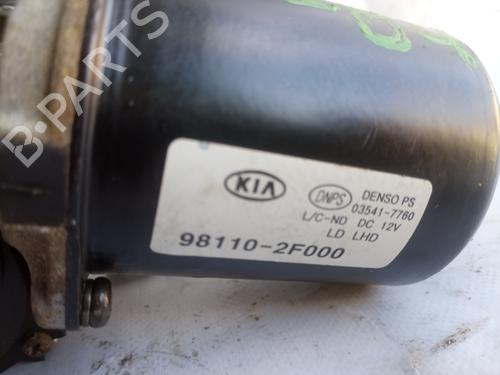 B-PARTS
KIA
DNPS
DENSO PS
03541-7760
L/C-ND DC 12V
LD LHD
98110-2F000